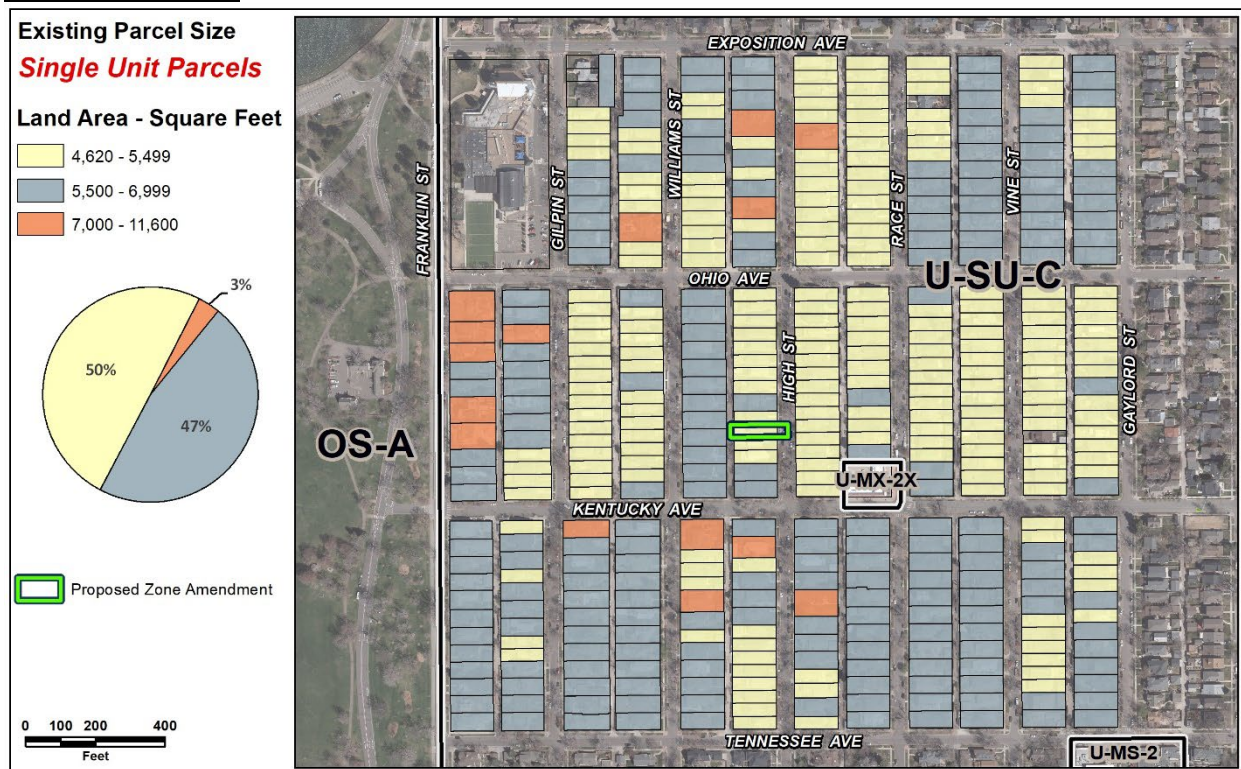 Existing Parcel Size
Single Unit Parcels
Land Area - Square Feet
4,620 - 5,499
5,500 - 6,999
7,000 - 11,600
3%
50%
47%
Proposed Zone Amendment
0 100 200 400
Feet
EXPOSITION AVE
FRANKLIN ST
GILPIN ST
WILLIAMS ST
RACE ST
VINE ST
OHIO AVE
U-SU-C
HIGH ST
GAYLORD ST
OS-A
U-MX-2X
KENTUCKY AVE
TENNESSEE AVE
U-MS-2